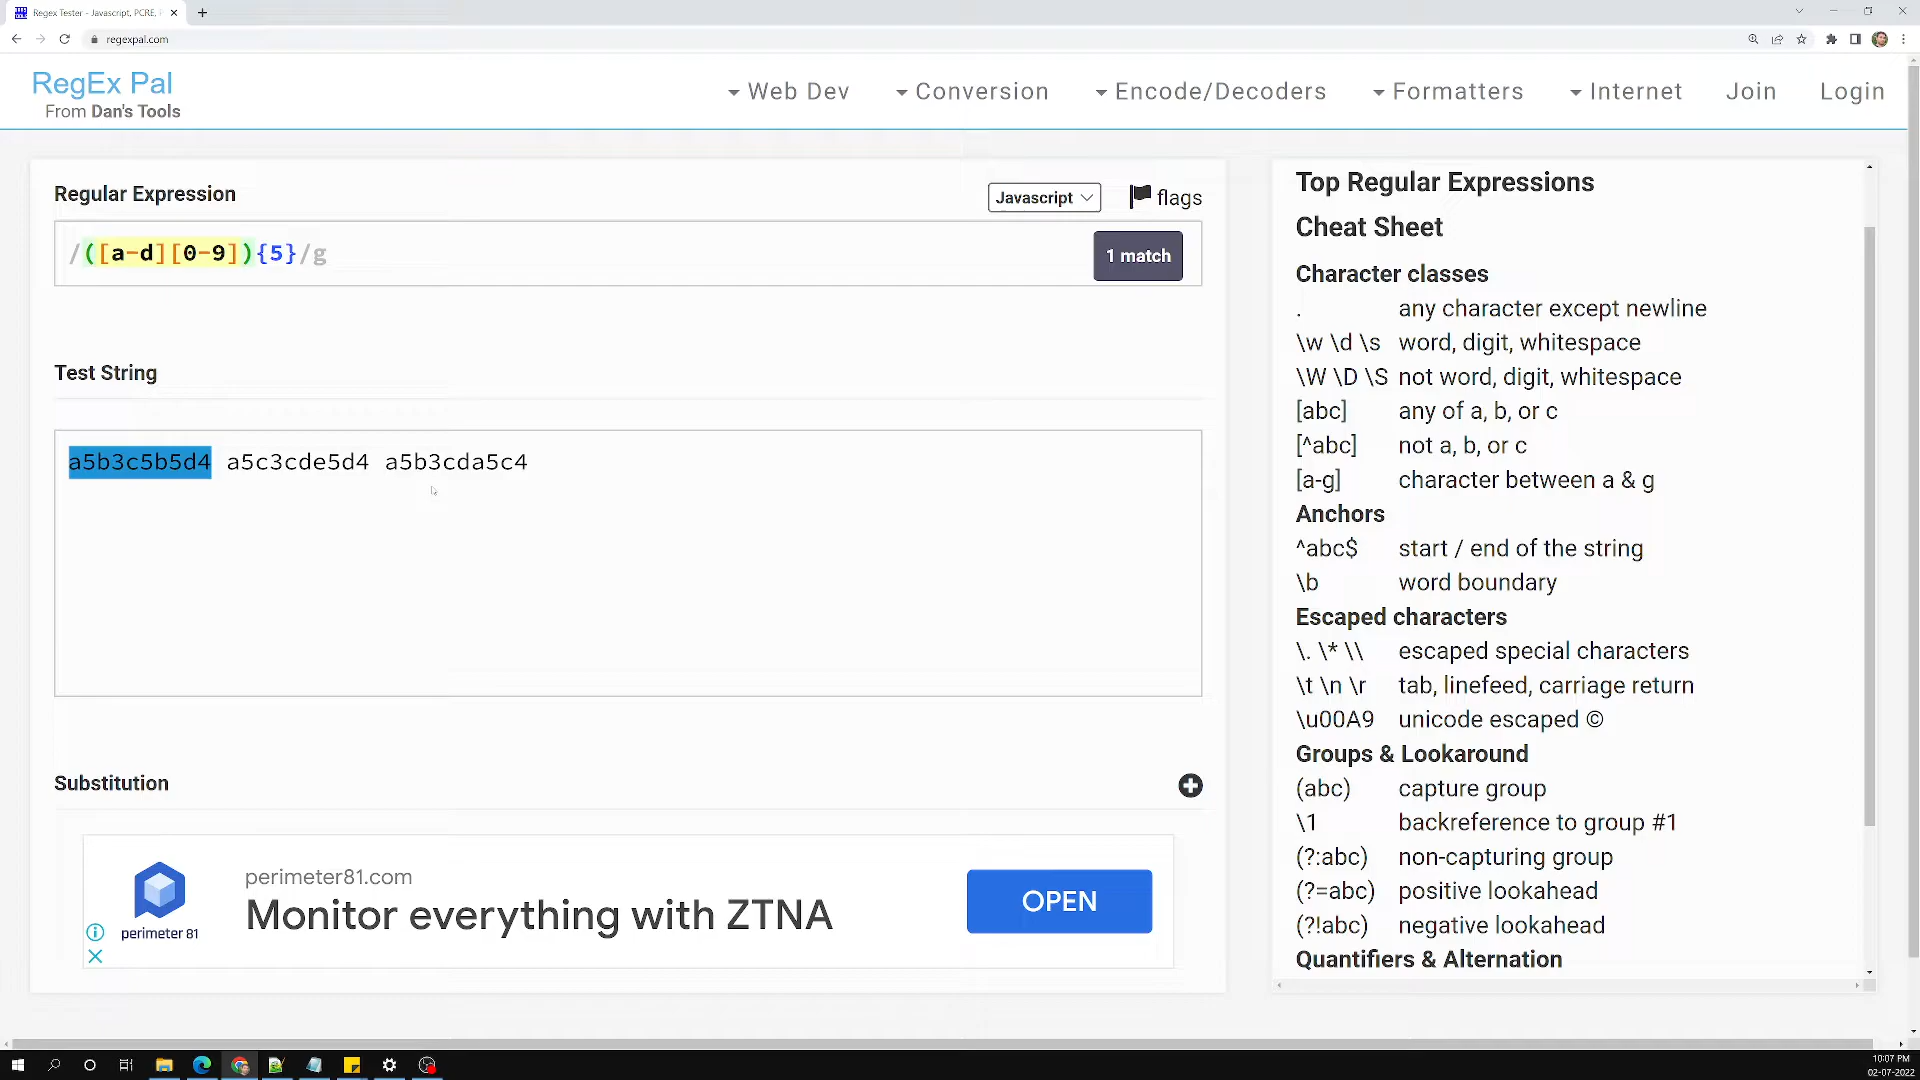 Regex Tester - Javascript, PCRE,
regexpal.com
RegEx Pal
From Dan's Tools
Web Dev
Conversion
Encode/Decoders
Formatters
Internet
Join
Login
Regular Expression
Javascript
flags
/([a-d][0-9]){5}/g
1 match
Test String
a5b3c5b5d4 a5c3cde5d4 a5b3cda5c4
Substitution
perimeter81.com
Monitor everything with ZTNA
perimeter 81
OPEN
Top Regular Expressions
Cheat Sheet
Character classes
. any character except newline
\w \d \s word, digit, whitespace
\W \D \S not word, digit, whitespace
[abc] any of a, b, or c
[^abc] not a, b, or c
[a-g] character between a & g
Anchors
^abc$ start / end of the string
\b word boundary
Escaped characters
\. \* \\ escaped special characters
\t \n \r tab, linefeed, carriage return
\u00A9 unicode escaped ©
Groups & Lookaround
(abc) capture group
\1 backreference to group #1
(?:abc) non-capturing group
(?=abc) positive lookahead
(?!abc) negative lookahead
Quantifiers & Alternation
10:07 PM
02-07-2022